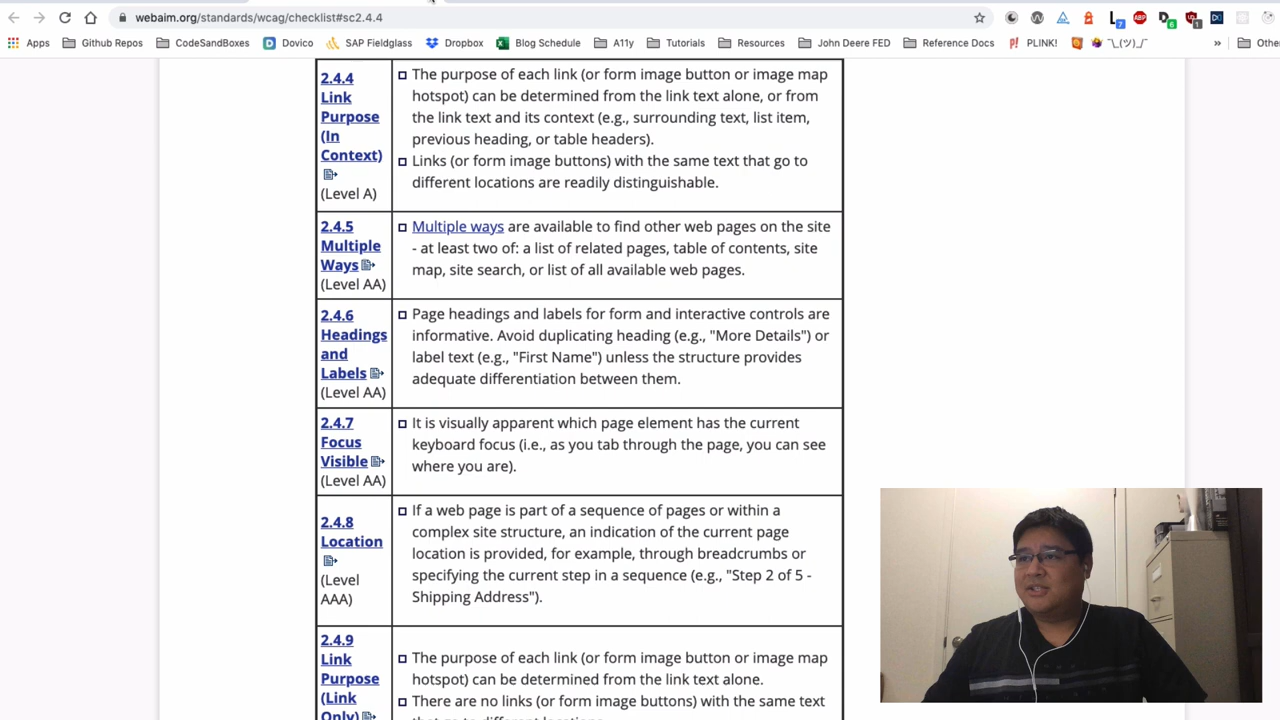 webaim.org/standards/wcag/checklist#sc2.4.4
Apps Github Repos CodeSandBoxes Dovico SAP Fieldglass Dropbox Blog Schedule A11y Tutorials Resources John Deere FED Reference Docs PLINK! ¯\_(ツ)_/¯ »
2.4.4
Link
Purpose
(In
Context)
(Level A)
The purpose of each link (or form image button or image map
hotspot) can be determined from the link text alone, or from
the link text and its context (e.g., surrounding text, list item,
previous heading, or table headers).
Links (or form image buttons) with the same text that go to
different locations are readily distinguishable.
2.4.5
Multiple
Ways
(Level AA)
Multiple ways are available to find other web pages on the site
- at least two of: a list of related pages, table of contents, site
map, site search, or list of all available web pages.
2.4.6
Headings
and
Labels
(Level AA)
Page headings and labels for form and interactive controls are
informative. Avoid duplicating heading (e.g., "More Details") or
label text (e.g., "First Name") unless the structure provides
adequate differentiation between them.
2.4.7
Focus
Visible
(Level AA)
It is visually apparent which page element has the current
keyboard focus (i.e., as you tab through the page, you can see
where you are).
2.4.8
Location
(Level
AAA)
If a web page is part of a sequence of pages or within a
complex site structure, an indication of the current page
location is provided, for example, through breadcrumbs or
specifying the current step in a sequence (e.g., "Step 2 of 5 -
Shipping Address").
2.4.9
Link
Purpose
(Link
Only)
The purpose of each link (or form image button or image map
hotspot) can be determined from the link text alone.
There are no links (or form image buttons) with the same text